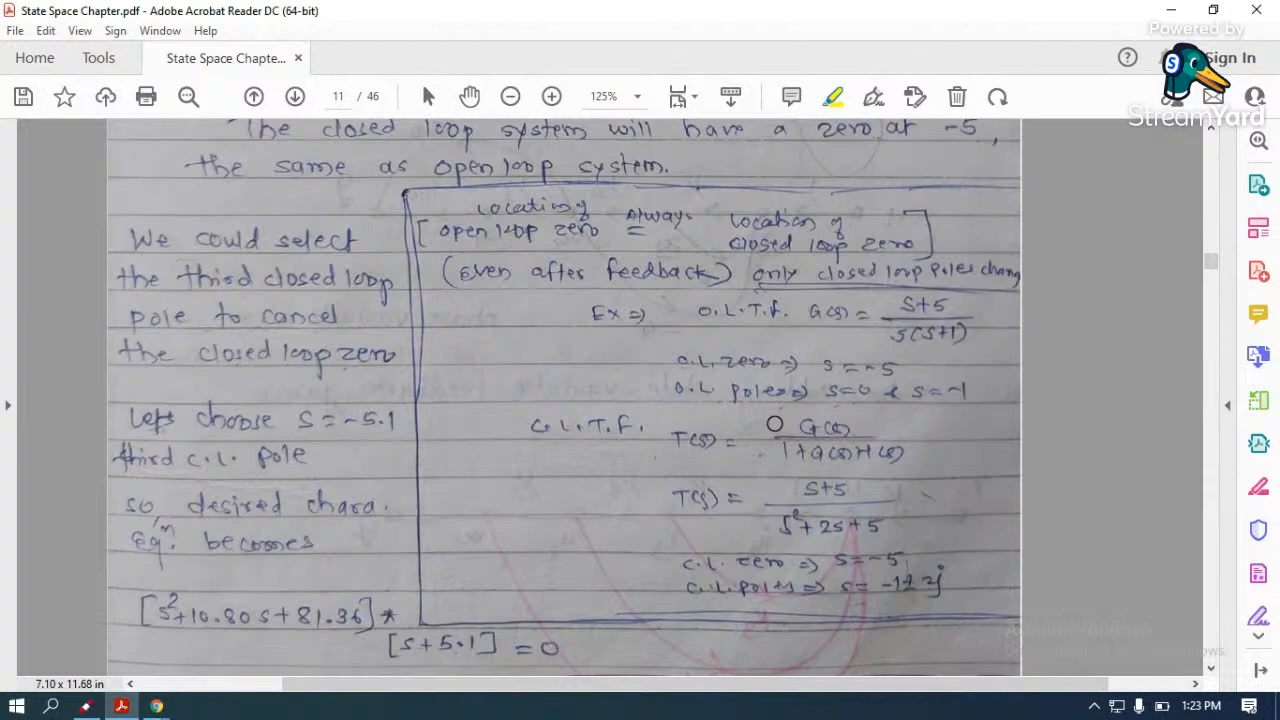 State Space Chapter.pdf - Adobe Acrobat Reader DC (64-bit)
Powered by
File Edit View Sign Window Help
Home Tools State Space Chapte... × Sign In
StreamYard
11 / 46 125%
The closed loop system will have a zero at -5,
the same as open loop system.
We could select
the third closed loop
pole to cancel
the closed loop zero
Lets choose S = -5.1
third c.l. pole
so, desired chara.
Eqⁿ. becomes
[s²+10.80s+81.36] *
[s+5.1] = 0
[Location of open loop zero Always = Location of closed loop zero]
(Even after feedback) only closed loop poles change
Ex ⇒ O.L.T.F. G(s) = S+5 / S(S+1)
O.L. zero ⇒ S = -5
O.L. poles ⇒ S=0 & S=-1
C.L.T.F. T(s) = G(s) / 1+G(s)H(s)
T(s) = S+5 / S²+2S+5
C.L. zero ⇒ S=-5
C.L. poles ⇒ S= -1±2j
7.10 x 11.68 in
1:23 PM